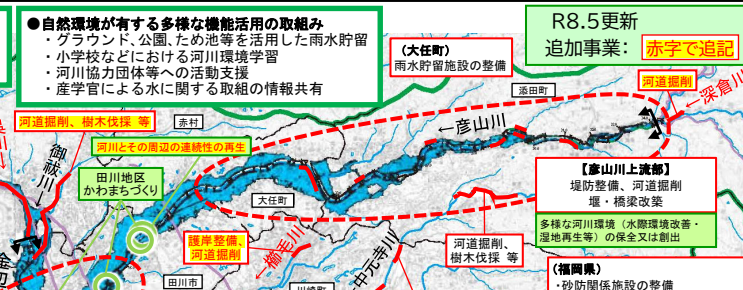 ●自然環境が有する多様な機能活用の取組み
・グラウンド、公園、ため池等を活用した雨水貯留
・小学校などにおける河川環境学習
・河川協力団体等への活動支援
・産学官による水に関する取組の情報共有
R8.5更新
追加事業：赤字で追記
（大任町）
雨水貯留施設の整備
河道掘削
←深倉川
添田町
←彦山川
河道掘削、樹木伐採 等
赤村
御祓川
河川とその周辺の連続性の再生
田川地区
かわまちづくり
大任町
【彦山川上流部】
堤防整備、河道掘削
堰・橋梁改築
多様な河川環境（水際環境改善・
湿地再生等）の保全又は創出
護岸整備、
河道掘削
←櫛毛川
河道掘削、
樹木伐採 等
中元寺川
金辺
田川市
川崎町
（福岡県）
・砂防関係施設の整備